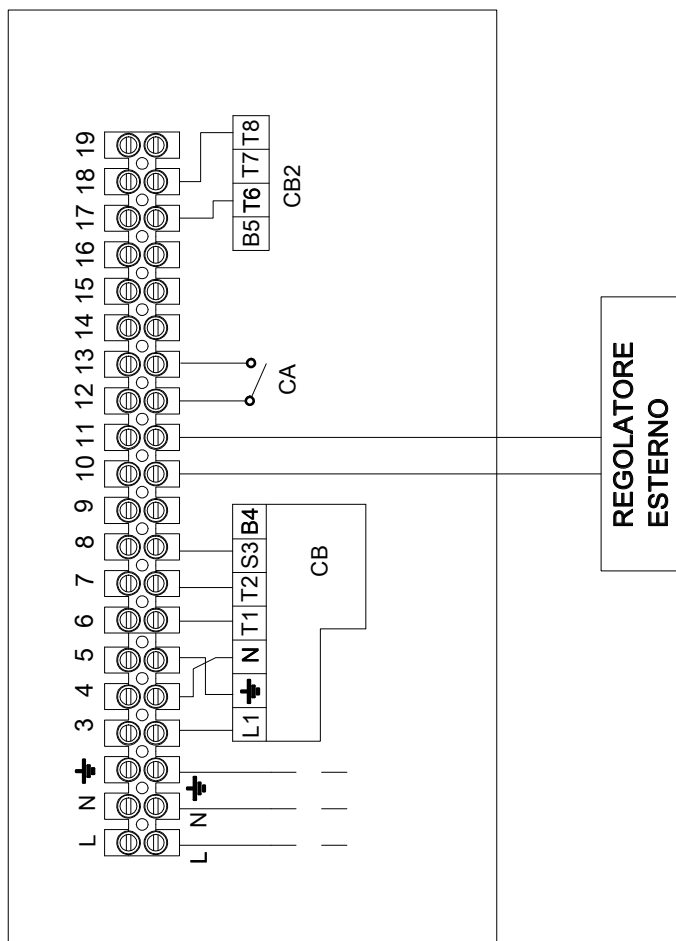 L N ⏚ 3 4 5 6 7 8 9 10 11 12 13 14 15 16 17 18 19
L N ⏚
L1 ⏚ N T1 T2 S3 B4
CB
CA
B5 T6 T7 T8
CB2
REGOLATORE
ESTERNO